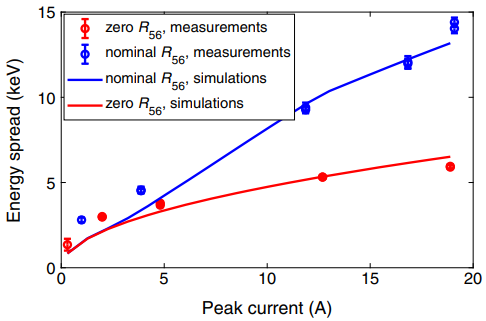 15
10
5
0
Energy spread (keV)
zero R56, measurements
nominal R56, measurements
nominal R56, simulations
zero R56, simulations
0 5 10 15 20
Peak current (A)